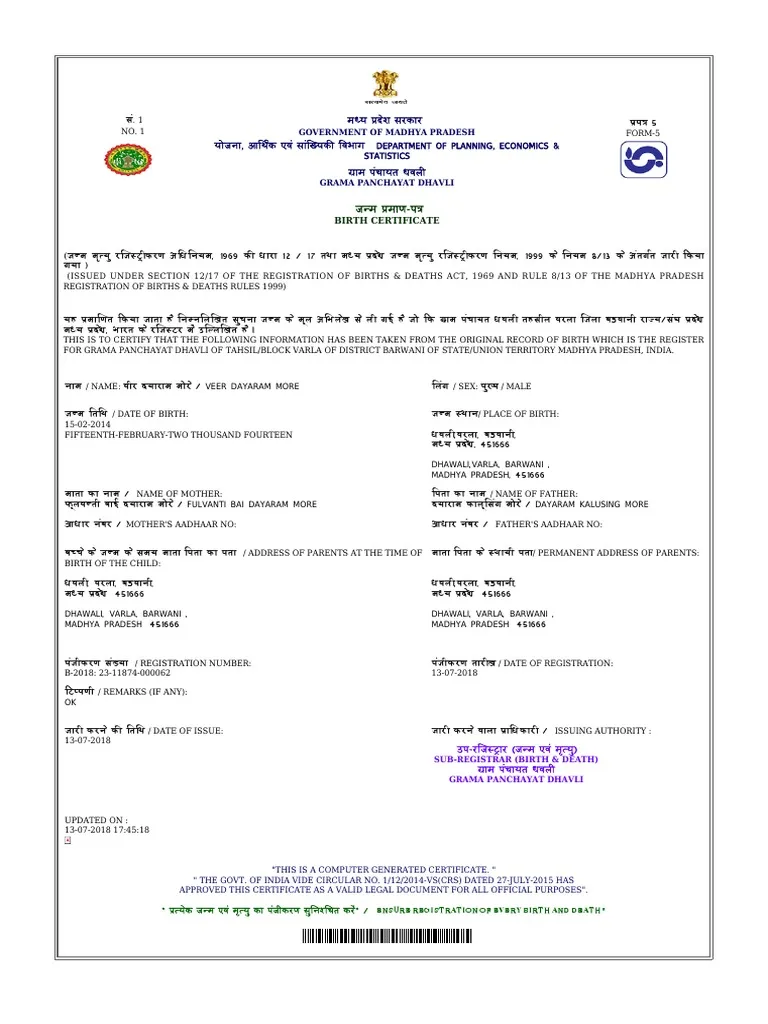 सत्यमेव जयते
सं. 1
NO. 1
मध्य प्रदेश सरकार
GOVERNMENT OF MADHYA PRADESH
योजना, आर्थिक एवं सांख्यिकी विभाग DEPARTMENT OF PLANNING, ECONOMICS &
STATISTICS
ग्राम पंचायत धवली
GRAMA PANCHAYAT DHAVLI
प्रपत्र 5
FORM-5
जन्म प्रमाण-पत्र
BIRTH CERTIFICATE
(जन्म मृत्यु रजिस्ट्रीकरण अधिनियम, 1969 की धारा 12 / 17 तथा मध्य प्रदेश जन्म मृत्यु रजिस्ट्रीकरण नियम, 1999 के नियम 8/13 के अंतर्गत जारी किया
गया )
(ISSUED UNDER SECTION 12/17 OF THE REGISTRATION OF BIRTHS & DEATHS ACT, 1969 AND RULE 8/13 OF THE MADHYA PRADESH
REGISTRATION OF BIRTHS & DEATHS RULES 1999)
यह प्रमाणित किया जाता है निम्नलिखित सूचना जन्म के मूल अभिलेख से ली गई है जो कि ग्राम पंचायत धवली तहसील वरला जिला बड़वानी राज्य/संघ प्रदेश
मध्य प्रदेश, भारत के रजिस्टर में उल्लिखित है।
THIS IS TO CERTIFY THAT THE FOLLOWING INFORMATION HAS BEEN TAKEN FROM THE ORIGINAL RECORD OF BIRTH WHICH IS THE REGISTER
FOR GRAMA PANCHAYAT DHAVLI OF TAHSIL/BLOCK VARLA OF DISTRICT BARWANI OF STATE/UNION TERRITORY MADHYA PRADESH, INDIA.
नाम / NAME: वीर दयाराम मोरे / VEER DAYARAM MORE
लिंग / SEX: पुरुष / MALE
जन्म तिथि / DATE OF BIRTH:
15-02-2014
FIFTEENTH-FEBRUARY-TWO THOUSAND FOURTEEN
जन्म स्थान/ PLACE OF BIRTH:
धवली,वरला, बड़वानी,
मध्य प्रदेश, 451666
DHAWALI,VARLA, BARWANI ,
MADHYA PRADESH, 451666
माता का नाम / NAME OF MOTHER:
फुलवन्ती बाई दयाराम मोरे / FULVANTI BAI DAYARAM MORE
पिता का नाम / NAME OF FATHER:
दयाराम कालुसिंग मोरे / DAYARAM KALUSING MORE
आधार नंबर / MOTHER'S AADHAAR NO:
आधार नंबर / FATHER'S AADHAAR NO:
बच्चे के जन्म के समय माता पिता का पता / ADDRESS OF PARENTS AT THE TIME OF
BIRTH OF THE CHILD:
धवली, वरला, बड़वानी,
मध्य प्रदेश 451666
DHAWALI, VARLA, BARWANI ,
MADHYA PRADESH 451666
माता पिता के स्थायी पता/ PERMANENT ADDRESS OF PARENTS:
धवली,वरला, बड़वानी,
मध्य प्रदेश 451666
DHAWALI, VARLA, BARWANI ,
MADHYA PRADESH 451666
पंजीकरण संख्या / REGISTRATION NUMBER:
B-2018: 23-11874-000062
पंजीकरण तारीख / DATE OF REGISTRATION:
13-07-2018
टिप्पणी / REMARKS (IF ANY):
OK
जारी करने की तिथि / DATE OF ISSUE:
13-07-2018
जारी करने वाला प्राधिकारी / ISSUING AUTHORITY :
उप-रजिस्ट्रार (जन्म एवं मृत्यु)
SUB-REGISTRAR (BIRTH & DEATH)
ग्राम पंचायत धवली
GRAMA PANCHAYAT DHAVLI
UPDATED ON :
13-07-2018 17:45:18
"THIS IS A COMPUTER GENERATED CERTIFICATE. "
" THE GOVT. OF INDIA VIDE CIRCULAR NO. 1/12/2014-VS(CRS) DATED 27-JULY-2015 HAS
APPROVED THIS CERTIFICATE AS A VALID LEGAL DOCUMENT FOR ALL OFFICIAL PURPOSES".
" प्रत्येक जन्म एवं मृत्यु का पंजीकरण सुनिश्चित करें" / ENSURE REGISTRATION OF EVERY BIRTH AND DEATH "